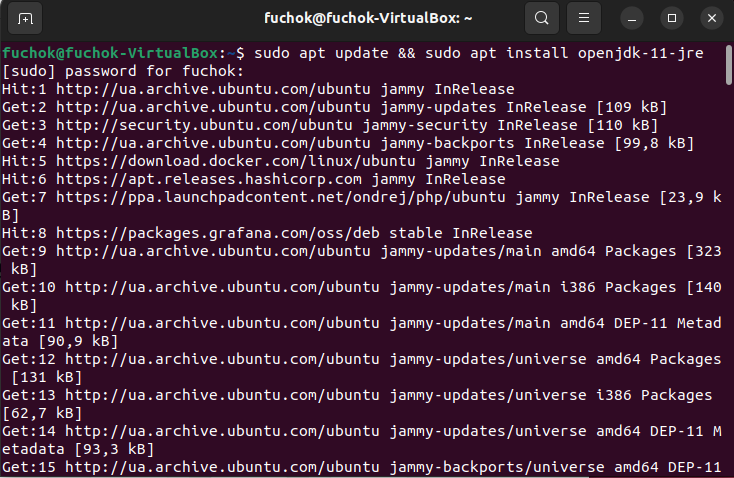 fuchok@fuchok-VirtualBox: ~
fuchok@fuchok-VirtualBox:~$ sudo apt update && sudo apt install openjdk-11-jre
[sudo] password for fuchok:
Hit:1 http://ua.archive.ubuntu.com/ubuntu jammy InRelease
Get:2 http://ua.archive.ubuntu.com/ubuntu jammy-updates InRelease [109 kB]
Get:3 http://security.ubuntu.com/ubuntu jammy-security InRelease [110 kB]
Get:4 http://ua.archive.ubuntu.com/ubuntu jammy-backports InRelease [99,8 kB]
Hit:5 https://download.docker.com/linux/ubuntu jammy InRelease
Hit:6 https://apt.releases.hashicorp.com jammy InRelease
Get:7 https://ppa.launchpadcontent.net/ondrej/php/ubuntu jammy InRelease [23,9 k
B]
Hit:8 https://packages.grafana.com/oss/deb stable InRelease
Get:9 http://ua.archive.ubuntu.com/ubuntu jammy-updates/main amd64 Packages [323
 kB]
Get:10 http://ua.archive.ubuntu.com/ubuntu jammy-updates/main i386 Packages [140
 kB]
Get:11 http://ua.archive.ubuntu.com/ubuntu jammy-updates/main amd64 DEP-11 Metad
ata [90,9 kB]
Get:12 http://ua.archive.ubuntu.com/ubuntu jammy-updates/universe amd64 Packages
 [131 kB]
Get:13 http://ua.archive.ubuntu.com/ubuntu jammy-updates/universe i386 Packages
[62,7 kB]
Get:14 http://ua.archive.ubuntu.com/ubuntu jammy-updates/universe amd64 DEP-11 M
etadata [93,3 kB]
Get:15 http://ua.archive.ubuntu.com/ubuntu jammy-backports/universe amd64 DEP-11